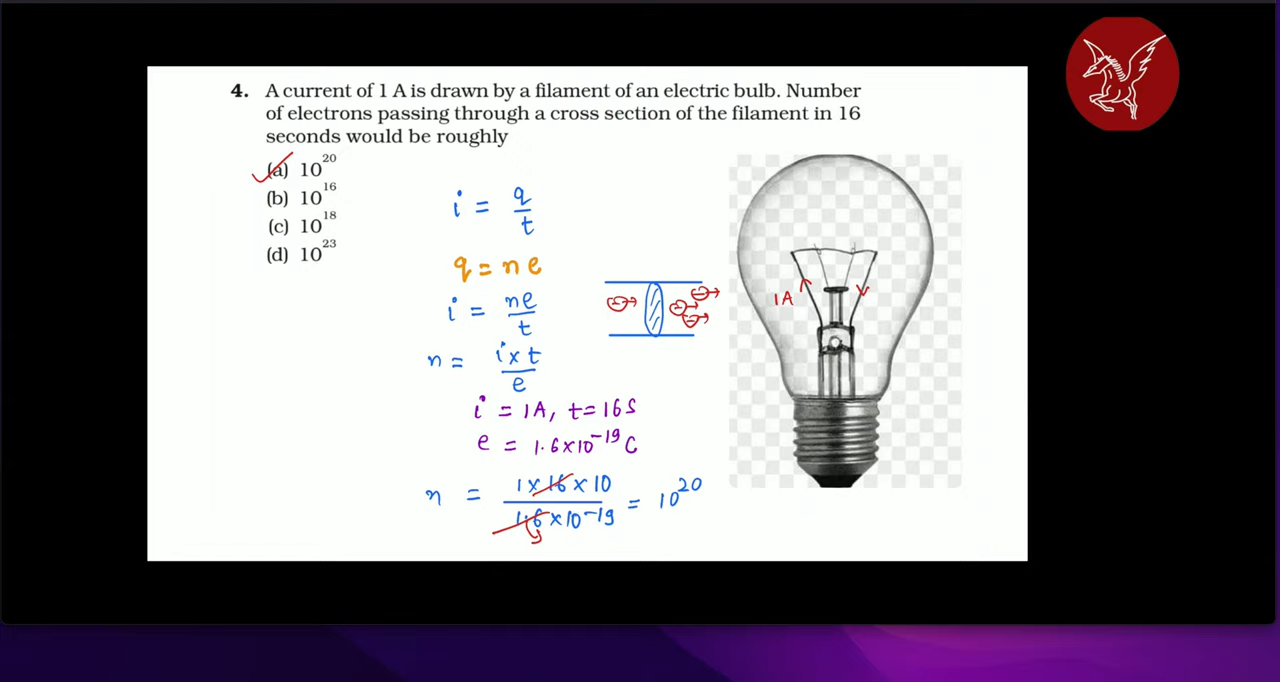 4. A current of 1 A is drawn by a filament of an electric bulb. Number
of electrons passing through a cross section of the filament in 16
seconds would be roughly
(a) 10^20
(b) 10^16
(c) 10^18
(d) 10^23
i = q/t
q = ne
i = ne/t
n = i×t/e
i = 1A, t=16S
e = 1.6×10^-19 C
n = 1×16×10/1.6×10^-19 = 10^20
1A